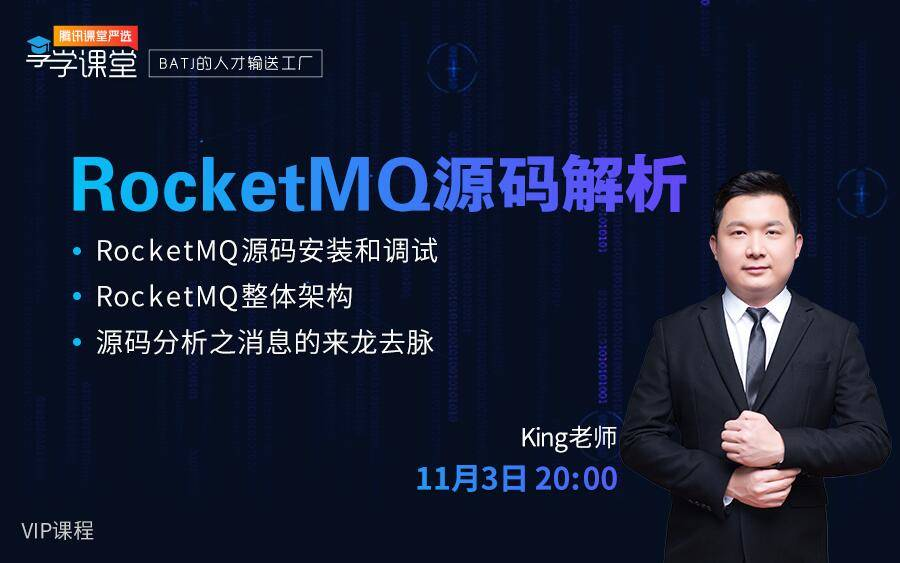 腾讯课堂严选
享学课堂
BATJ的人才输送工厂
RocketMQ源码解析
• RocketMQ源码安装和调试
• RocketMQ整体架构
• 源码分析之消息的来龙去脉
King老师
11月3日 20:00
VIP课程